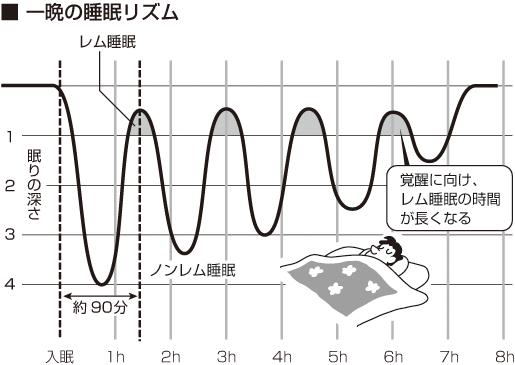 ■ 一晩の睡眠リズム
レム睡眠
1
2
3
4
眠りの深さ
覚醒に向け、
レム睡眠の時間
が長くなる
ノンレム睡眠
約90分
入眠 1h 2h 3h 4h 5h 6h 7h 8h